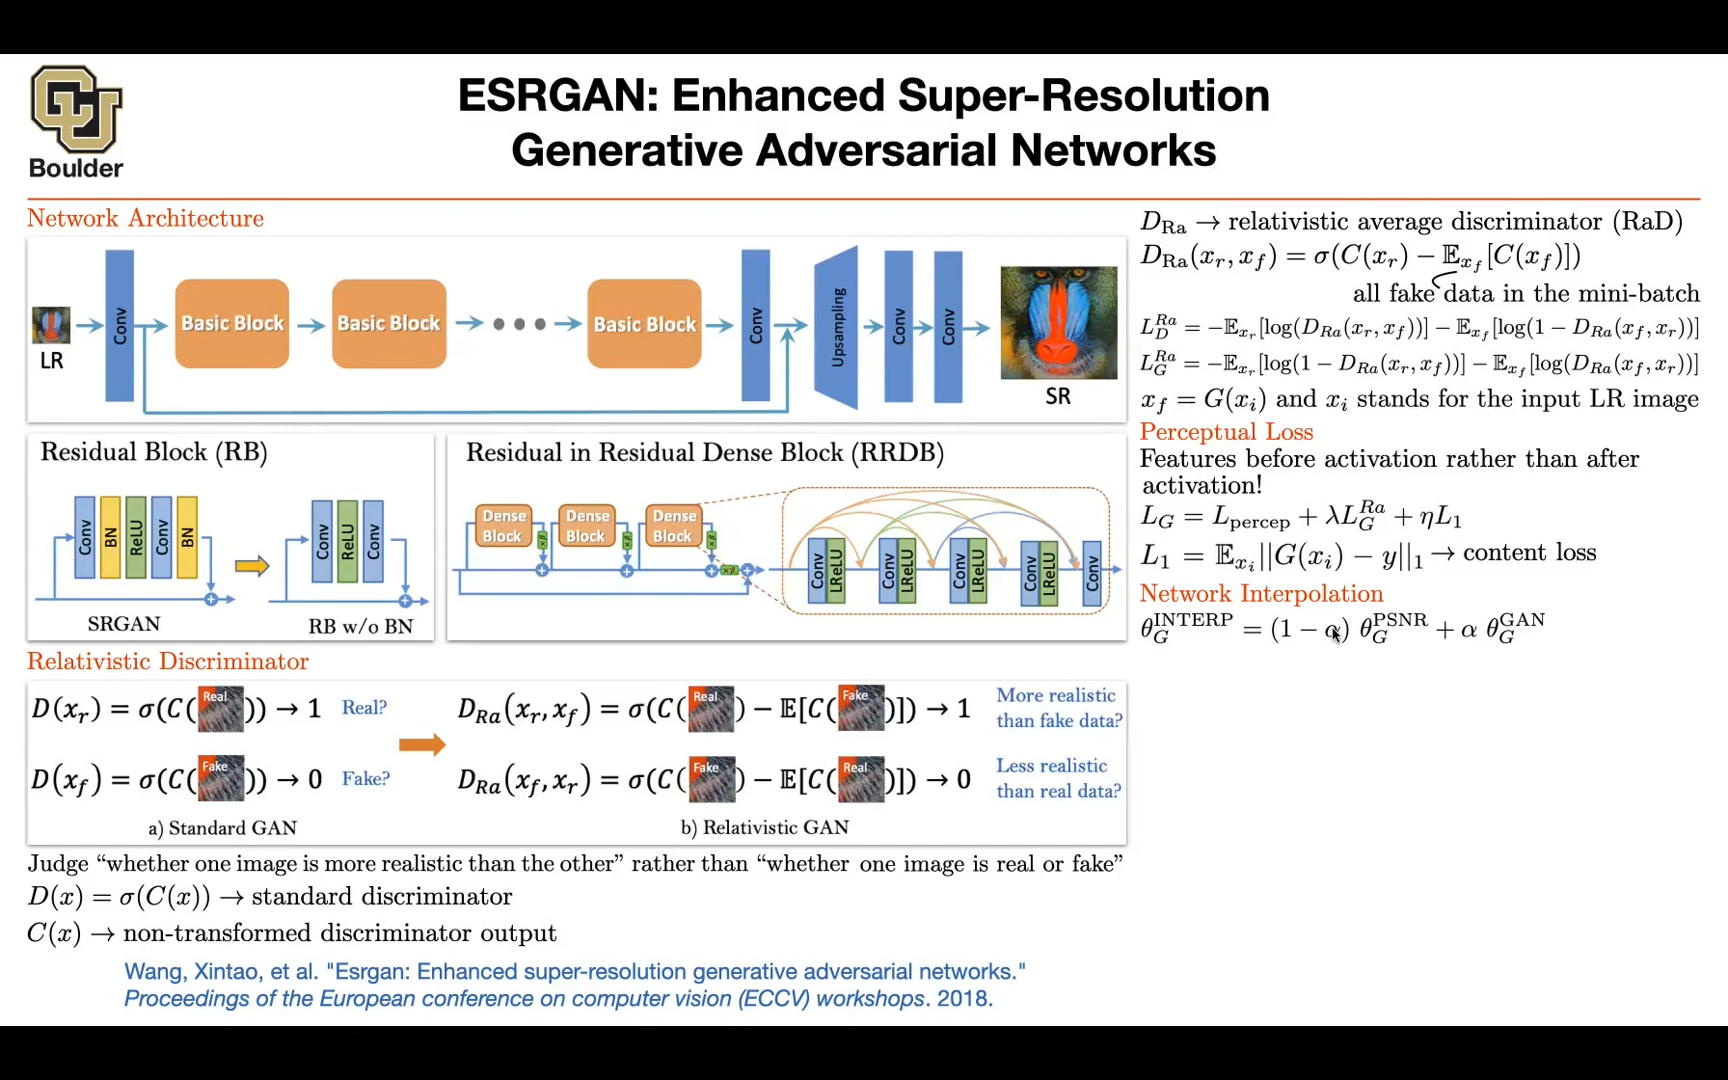 Boulder
ESRGAN: Enhanced Super-Resolution
Generative Adversarial Networks
Network Architecture
LR
Conv
Basic Block
Basic Block
Basic Block
Conv
Upsampling
Conv
Conv
SR
Residual Block (RB)
Conv
BN
ReLU
Conv
BN
SRGAN
Conv
ReLU
Conv
RB w/o BN
Residual in Residual Dense Block (RRDB)
Dense
Block
Dense
Block
Dense
Block
×β
×β
×β
×β
Conv
LReLU
Conv
LReLU
Conv
LReLU
Conv
LReLU
Conv
Relativistic Discriminator
D(x_r) = σ(C(Real)) → 1 Real?
D(x_f) = σ(C(Fake)) → 0 Fake?
a) Standard GAN
D_Ra(x_r, x_f) = σ(C(Real) − 𝔼[C(Fake)]) → 1
More realistic
than fake data?
D_Ra(x_f, x_r) = σ(C(Fake) − 𝔼[C(Real)]) → 0
Less realistic
than real data?
b) Relativistic GAN
Judge “whether one image is more realistic than the other” rather than “whether one image is real or fake”
D(x) = σ(C(x)) → standard discriminator
C(x) → non-transformed discriminator output
Wang, Xintao, et al. "Esrgan: Enhanced super-resolution generative adversarial networks."
Proceedings of the European conference on computer vision (ECCV) workshops. 2018.
D_Ra → relativistic average discriminator (RaD)
D_Ra(x_r, x_f) = σ(C(x_r) − 𝔼_{x_f}[C(x_f)])
all fake data in the mini-batch
L_D^{Ra} = −𝔼_{x_r}[log(D_{Ra}(x_r, x_f))] − 𝔼_{x_f}[log(1 − D_{Ra}(x_f, x_r))]
L_G^{Ra} = −𝔼_{x_r}[log(1 − D_{Ra}(x_r, x_f))] − 𝔼_{x_f}[log(D_{Ra}(x_f, x_r))]
x_f = G(x_i) and x_i stands for the input LR image
Perceptual Loss
Features before activation rather than after
activation!
L_G = L_percep + λL_G^{Ra} + ηL_1
L_1 = 𝔼_{x_i}||G(x_i) − y||_1 → content loss
Network Interpolation
θ_G^{INTERP} = (1 − α) θ_G^{PSNR} + α θ_G^{GAN}